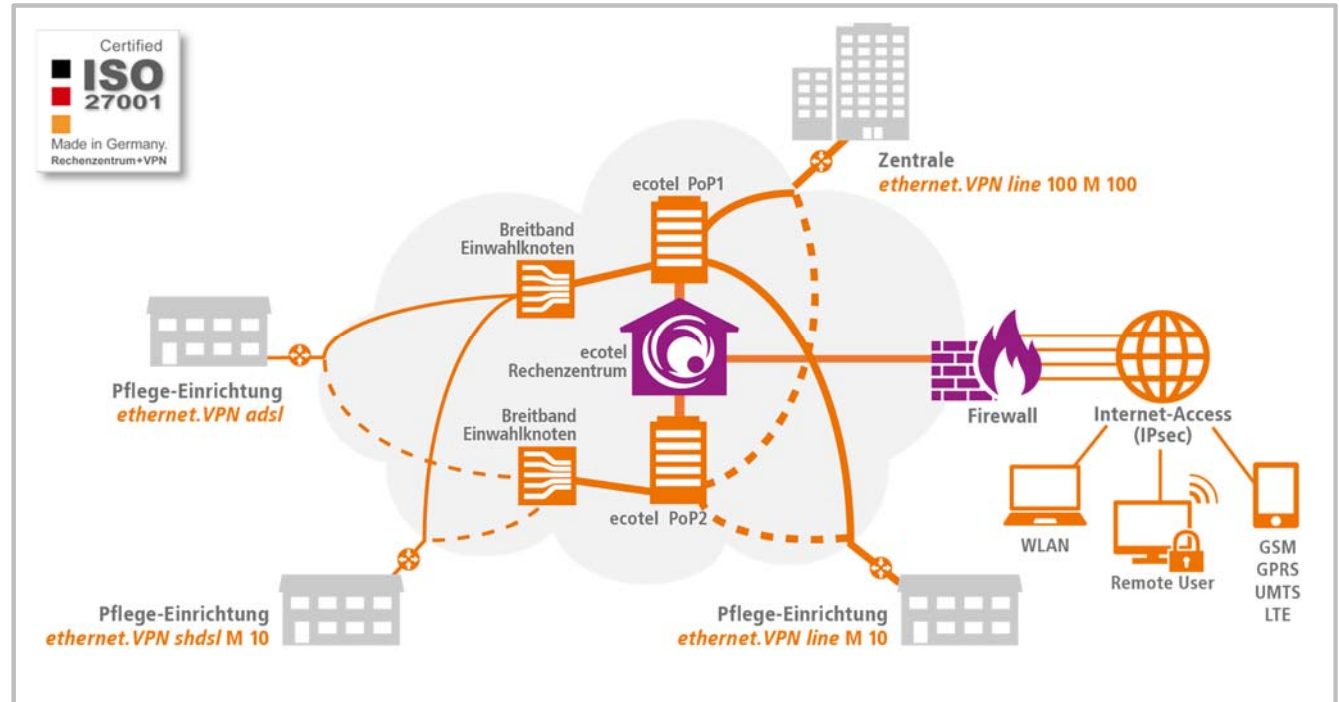 Certified
ISO
27001
Made in Germany.
Rechenzentrum+VPN
Zentrale
ethernet.VPN line 100 M 100
ecotel PoP1
Breitband
Einwahlknoten
ecotel
Rechenzentrum
Pflege-Einrichtung
ethernet.VPN adsl
Breitband
Einwahlknoten
ecotel PoP2
Firewall
Internet-Access
(IPsec)
WLAN
Remote User
GSM
GPRS
UMTS
LTE
Pflege-Einrichtung
ethernet.VPN shdsl M 10
Pflege-Einrichtung
ethernet.VPN line M 10